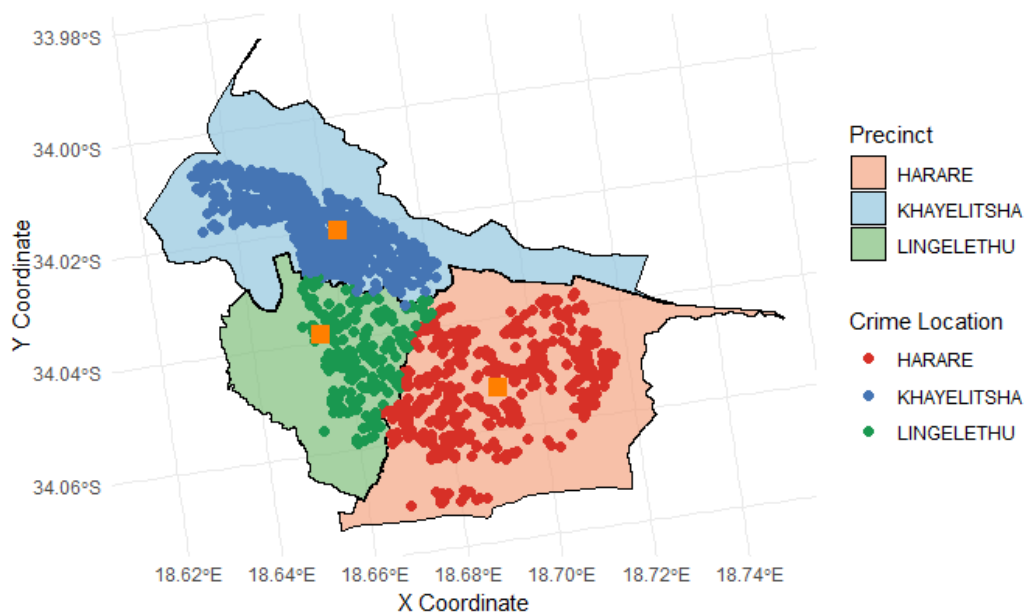 33.98°S
34.00°S
34.02°S
34.04°S
34.06°S
Y Coordinate
18.62°E 18.64°E 18.66°E 18.68°E 18.70°E 18.72°E 18.74°E
X Coordinate
Precinct
HARARE
KHAYELITSHA
LINGELETHU
Crime Location
HARARE
KHAYELITSHA
LINGELETHU